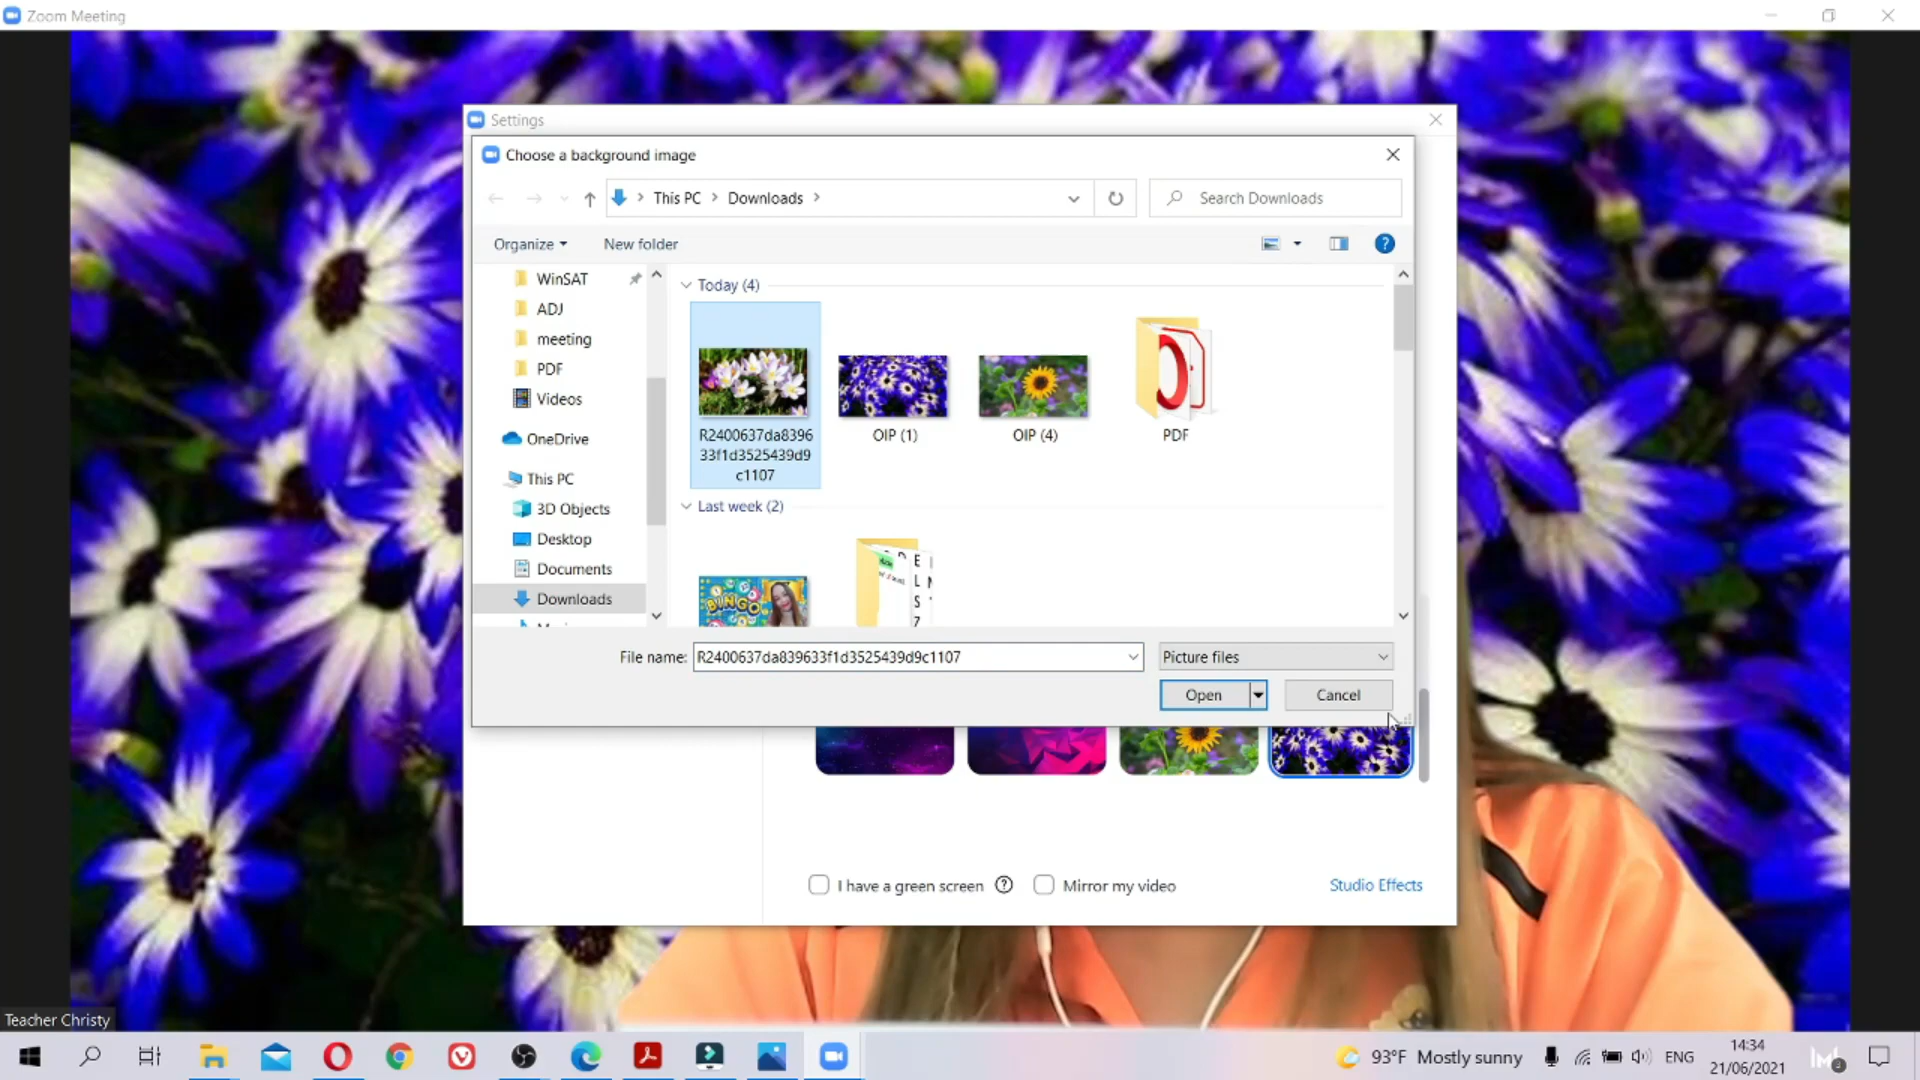 Zoom Meeting
Settings
Choose a background image
This PC
Downloads
Search Downloads
Organize
New folder
WinSAT
ADJ
meeting
PDF
Videos
OneDrive
This PC
3D Objects
Desktop
Documents
Downloads
Today (4)
R2400637da8396
33f1d3525439d9
c1107
OIP (1)
OIP (4)
PDF
Last week (2)
BINGO
File name:
R2400637da839633f1d3525439d9c1107
Picture files
Open
Cancel
I have a green screen
Mirror my video
Studio Effects
Teacher Christy
93°F Mostly sunny
ENG
14:34
21/06/2021